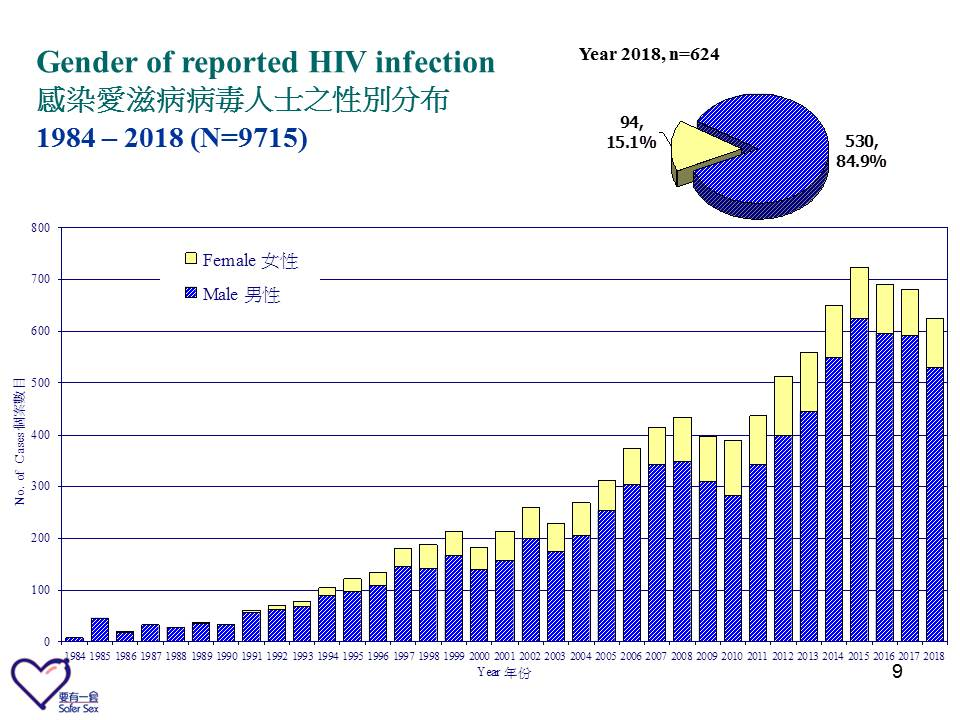 Gender of reported HIV infection
感染愛滋病病毒人士之性別分布
1984 – 2018 (N=9715)
Year 2018, n=624
94,
15.1%
530,
84.9%
800
700
600
500
400
300
200
100
0
Female 女性
Male 男性
No. of Cases 個案數目
1984 1985 1986 1987 1988 1989 1990 1991 1992 1993 1994 1995 1996 1997 1998 1999 2000 2001 2002 2003 2004 2005 2006 2007 2008 2009 2010 2011 2012 2013 2014 2015 2016 2017 2018
Year 年份
要有一套
Safer Sex
9